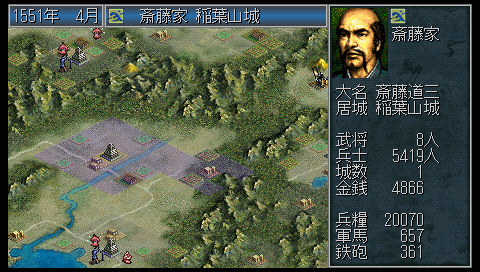 1551年 4月 斎藤家 稲葉山城
斎藤家
大名 斎藤道三
居城 稲葉山城
武将 8人
兵士 5419人
城数 1
金銭 4866
兵糧 20070
軍馬 657
鉄砲 361